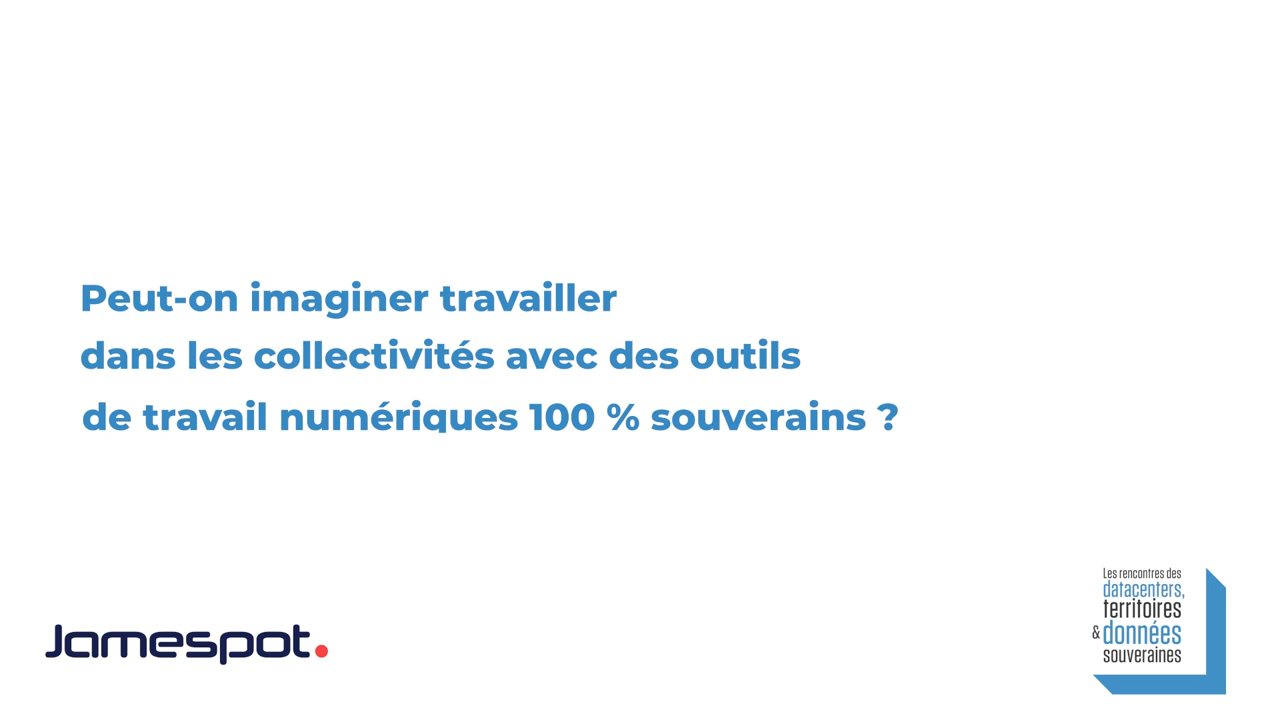 Peut-on imaginer travailler
dans les collectivités avec des outils
de travail numériques 100 % souverains ?
Jamespot.
Les rencontres des
datacenters,
territoires
& données
souveraines